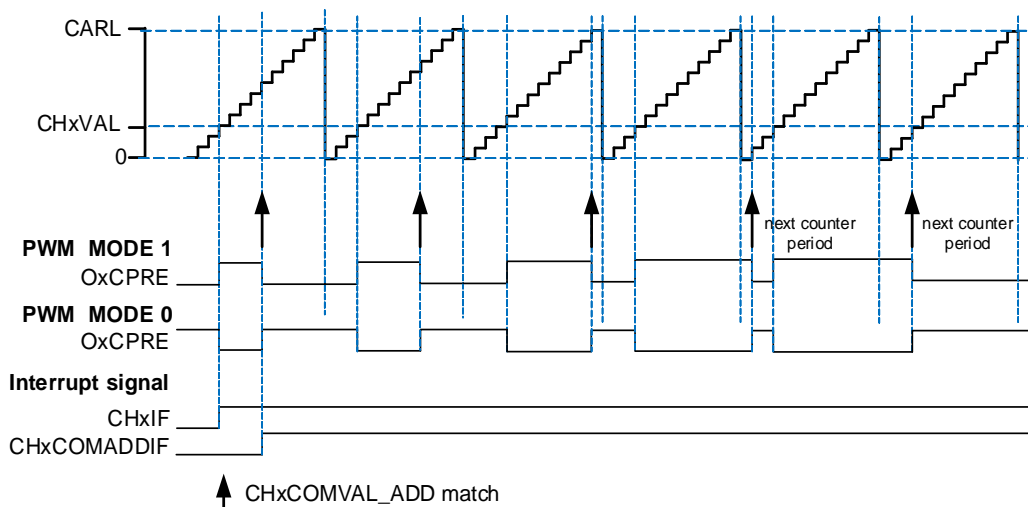 CARL
CHxVAL
0
next counter
period
next counter
period
PWM MODE 1
OxCPRE
PWM MODE 0
OxCPRE
Interrupt signal
CHxIF
CHxCOMADDIF
CHxCOMVAL_ADD match